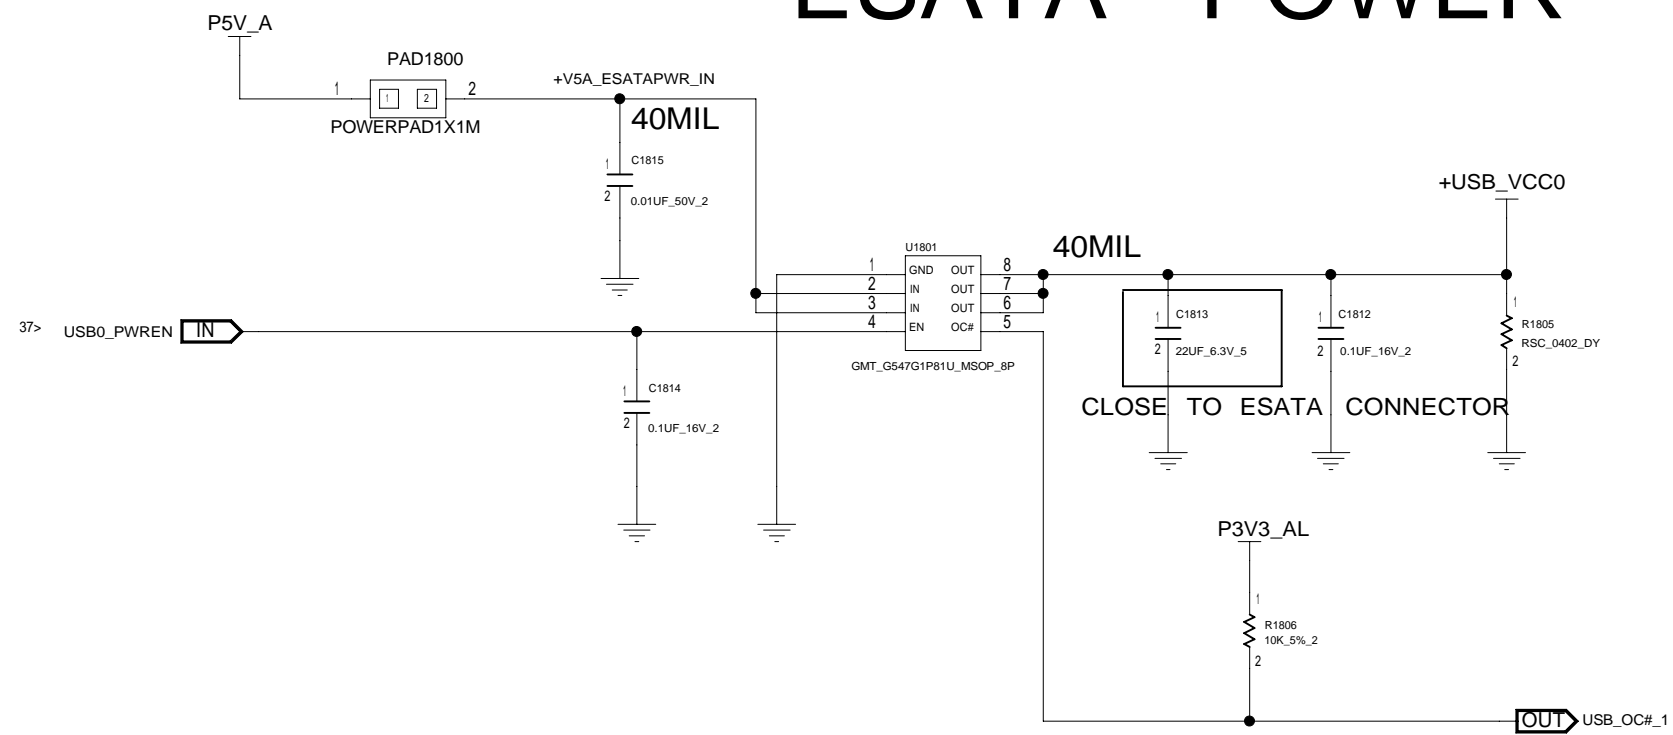 ESATA POWER
P5V_A
PAD1800
1
1
2
2
POWERPAD1X1M
+V5A_ESATAPWR_IN
40MIL
1
C1815
2
0.01UF_50V_2
+USB_VCC0
U1801
40MIL
1 GND OUT 8
2 IN OUT 7
3 IN OUT 6
4 EN OC# 5
GMT_G547G1P81U_MSOP_8P
37> USB0_PWREN IN
1
C1814
2
0.1UF_16V_2
1
C1813
2
22UF_6.3V_5
1
C1812
2
0.1UF_16V_2
1
R1805
RSC_0402_DY
2
CLOSE TO ESATA CONNECTOR
P3V3_AL
1
R1806
10K_5%_2
2
OUT USB_OC#_1